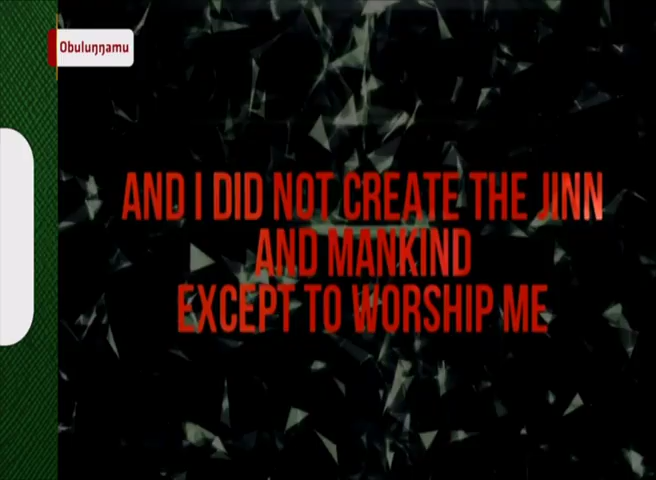 Obuluŋŋamu
AND I DID NOT CREATE THE JINN
AND MANKIND
EXCEPT TO WORSHIP ME